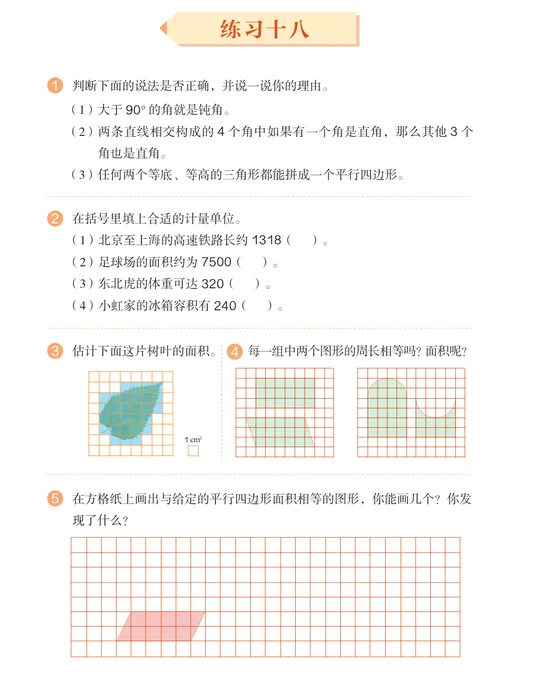 练习十八
1 判断下面的说法是否正确，并说一说你的理由。
（1）大于 90° 的角就是钝角。
（2）两条直线相交构成的 4 个角中如果有一个角是直角，那么其他 3 个
角也是直角。
（3）任何两个等底、等高的三角形都能拼成一个平行四边形。
2 在括号里填上合适的计量单位。
（1）北京至上海的高速铁路长约 1318（　　）。
（2）足球场的面积约为 7500（　　）。
（3）东北虎的体重可达 320（　　）。
（4）小虹家的冰箱容积有 240（　　）。
3 估计下面这片树叶的面积。
1 cm²
4 每一组中两个图形的周长相等吗？面积呢？
5 在方格纸上画出与给定的平行四边形面积相等的图形，你能画几个？你发
现了什么？